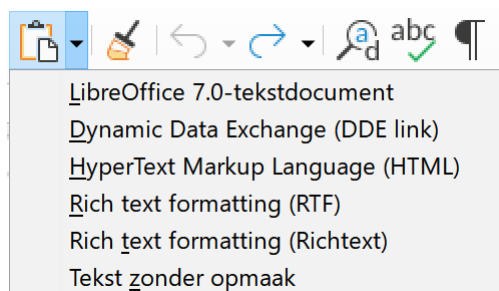 abc
LibreOffice 7.0-tekstdocument
Dynamic Data Exchange (DDE link)
HyperText Markup Language (HTML)
Rich text formatting (RTF)
Rich text formatting (Richtext)
Tekst zonder opmaak